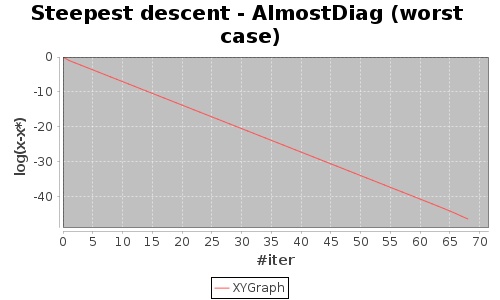 Steepest descent - AlmostDiag (worst
case)
0
-10
-20
-30
-40
log(x-x*)
0 5 10 15 20 25 30 35 40 45 50 55 60 65 70
#iter
XYGraph